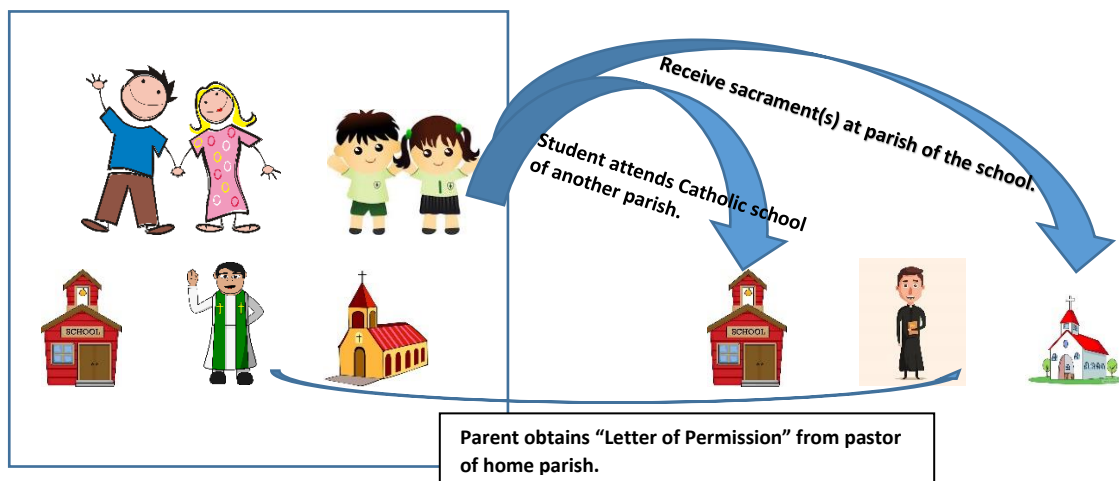 Receive sacrament(s) at parish of the school.
Student attends Catholic school
of another parish.
SCHOOL
SCHOOL
Parent obtains “Letter of Permission” from pastor
of home parish.